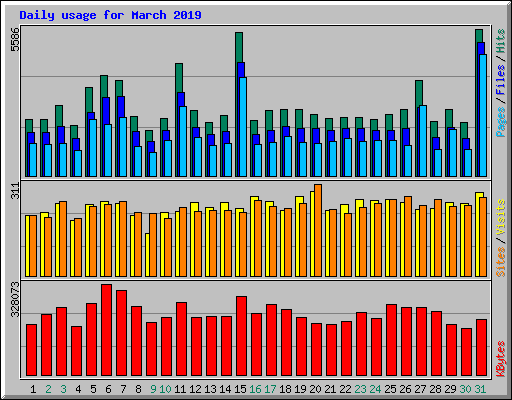 Daily usage for March 2019
5586
Pages / Files / Hits
311
Sites / Visits
328073
KBytes
1 2 3 4 5 6 7 8 9 10 11 12 13 14 15 16 17 18 19 20 21 22 23 24 25 26 27 28 29 30 31